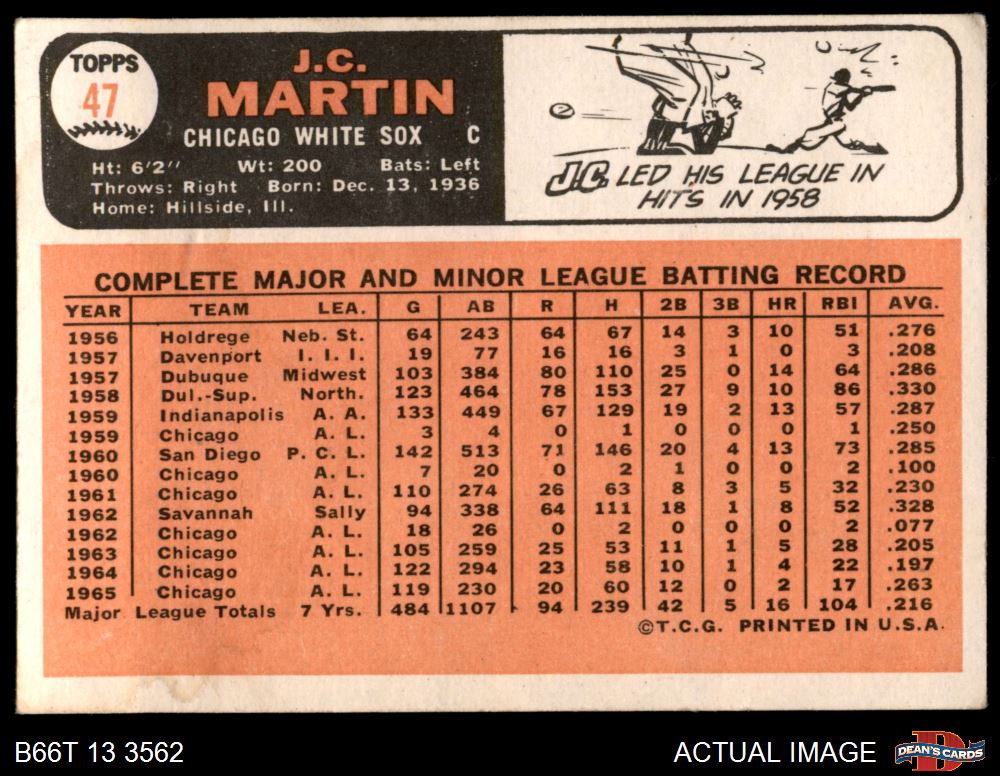 TOPPS
47
J.C.
MARTIN
CHICAGO WHITE SOX C
Ht: 6'2" Wt: 200 Bats: Left
Throws: Right Born: Dec. 13, 1936
Home: Hillside, Ill.
J.C. LED HIS LEAGUE IN
HITS IN 1958
COMPLETE MAJOR AND MINOR LEAGUE BATTING RECORD
YEAR TEAM LEA. G AB R H 2B 3B HR RBI AVG.
1956 Holdrege Neb. St. 64 243 64 67 14 3 10 51 .276
1957 Davenport I. I. I. 19 77 16 16 3 1 0 3 .208
1957 Dubuque Midwest 103 384 80 110 25 0 14 64 .286
1958 Dul.-Sup. North. 123 464 78 153 27 9 10 86 .330
1959 Indianapolis A. A. 133 449 67 129 19 2 13 57 .287
1959 Chicago A. L. 3 4 0 1 0 0 0 1 .250
1960 San Diego P. C. L. 142 513 71 146 20 4 13 73 .285
1960 Chicago A. L. 7 20 0 2 1 0 0 2 .100
1961 Chicago A. L. 110 274 26 63 8 3 5 32 .230
1962 Savannah Sally 94 338 64 111 18 1 8 52 .328
1962 Chicago A. L. 18 26 0 2 0 0 0 2 .077
1963 Chicago A. L. 105 259 25 53 11 1 5 28 .205
1964 Chicago A. L. 122 294 23 58 10 1 4 22 .197
1965 Chicago A. L. 119 230 20 60 12 0 2 17 .263
Major League Totals 7 Yrs. 484 1107 94 239 42 5 16 104 .216
©T.C.G. PRINTED IN U.S.A.
B66T 13 3562 ACTUAL IMAGE DEAN'S CARDS